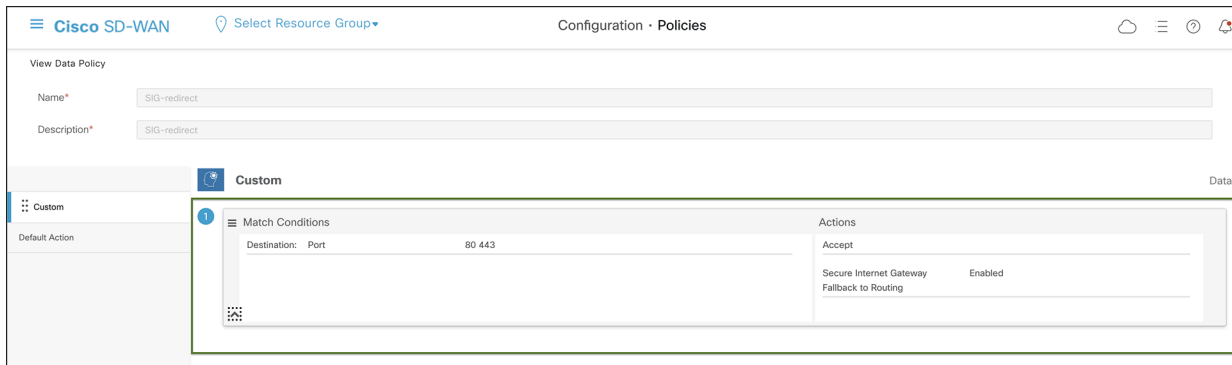 Cisco SD-WAN Select Resource Group▾ Configuration · Policies
View Data Policy
Name* SIG-redirect
Description* SIG-redirect
Custom Data
Custom
1 Match Conditions Actions
Default Action
Destination: Port 80 443 Accept
Secure Internet Gateway Enabled
Fallback to Routing